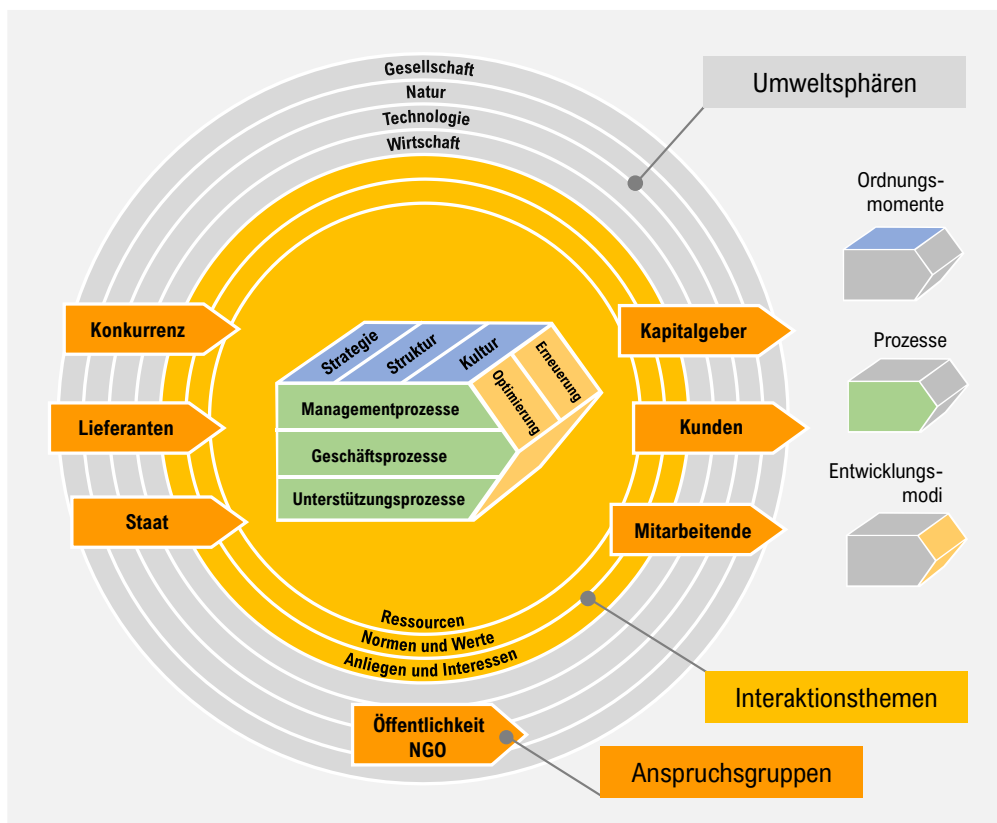 Gesellschaft
Natur
Technologie
Wirtschaft
Umweltsphären
Ordnungs-
momente
Konkurrenz
Kapitalgeber
Strategie
Struktur
Kultur
Erneuerung
Optimierung
Prozesse
Managementprozesse
Lieferanten
Kunden
Geschäftsprozesse
Unterstützungsprozesse
Entwicklungs-
modi
Staat
Mitarbeitende
Ressourcen
Normen und Werte
Anliegen und Interessen
Interaktionsthemen
Öffentlichkeit
NGO
Anspruchsgruppen